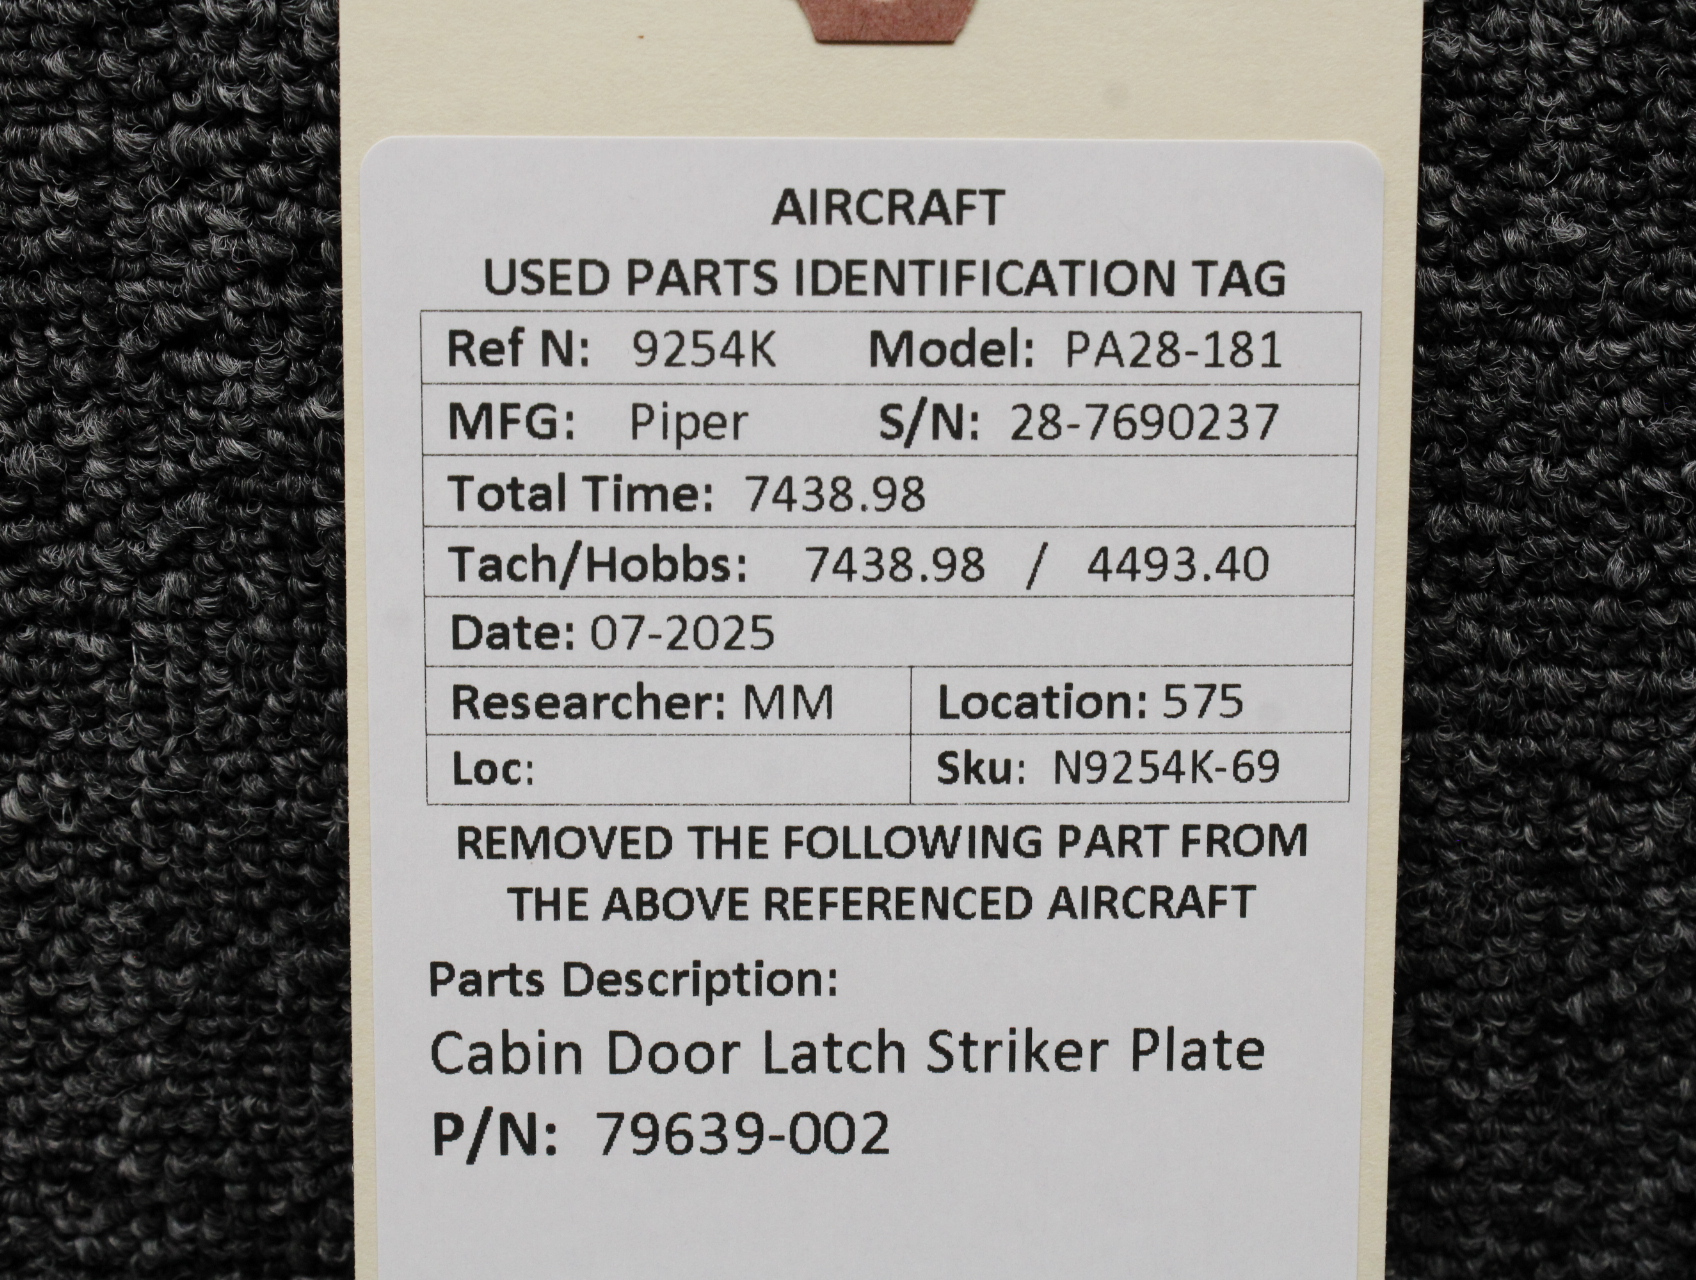 AIRCRAFT
USED PARTS IDENTIFICATION TAG
Ref N: 9254K Model: PA28-181
MFG: Piper S/N: 28-7690237
Total Time: 7438.98
Tach/Hobbs: 7438.98 / 4493.40
Date: 07-2025
Researcher: MM Location: 575
Loc: Sku: N9254K-69
REMOVED THE FOLLOWING PART FROM
THE ABOVE REFERENCED AIRCRAFT
Parts Description:
Cabin Door Latch Striker Plate
P/N: 79639-002